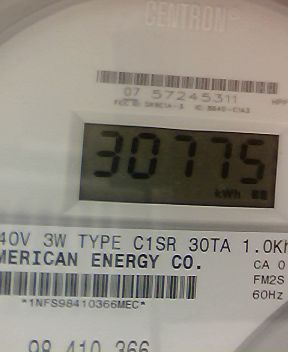 CENTRON
07 57245311
30775
kWh
40V 3W TYPE C1SR 30TA 1.0Kh
MERICAN ENERGY CO.
CA 0
FM2S
60Hz
*1NFS98410366MEC*
98 410 366